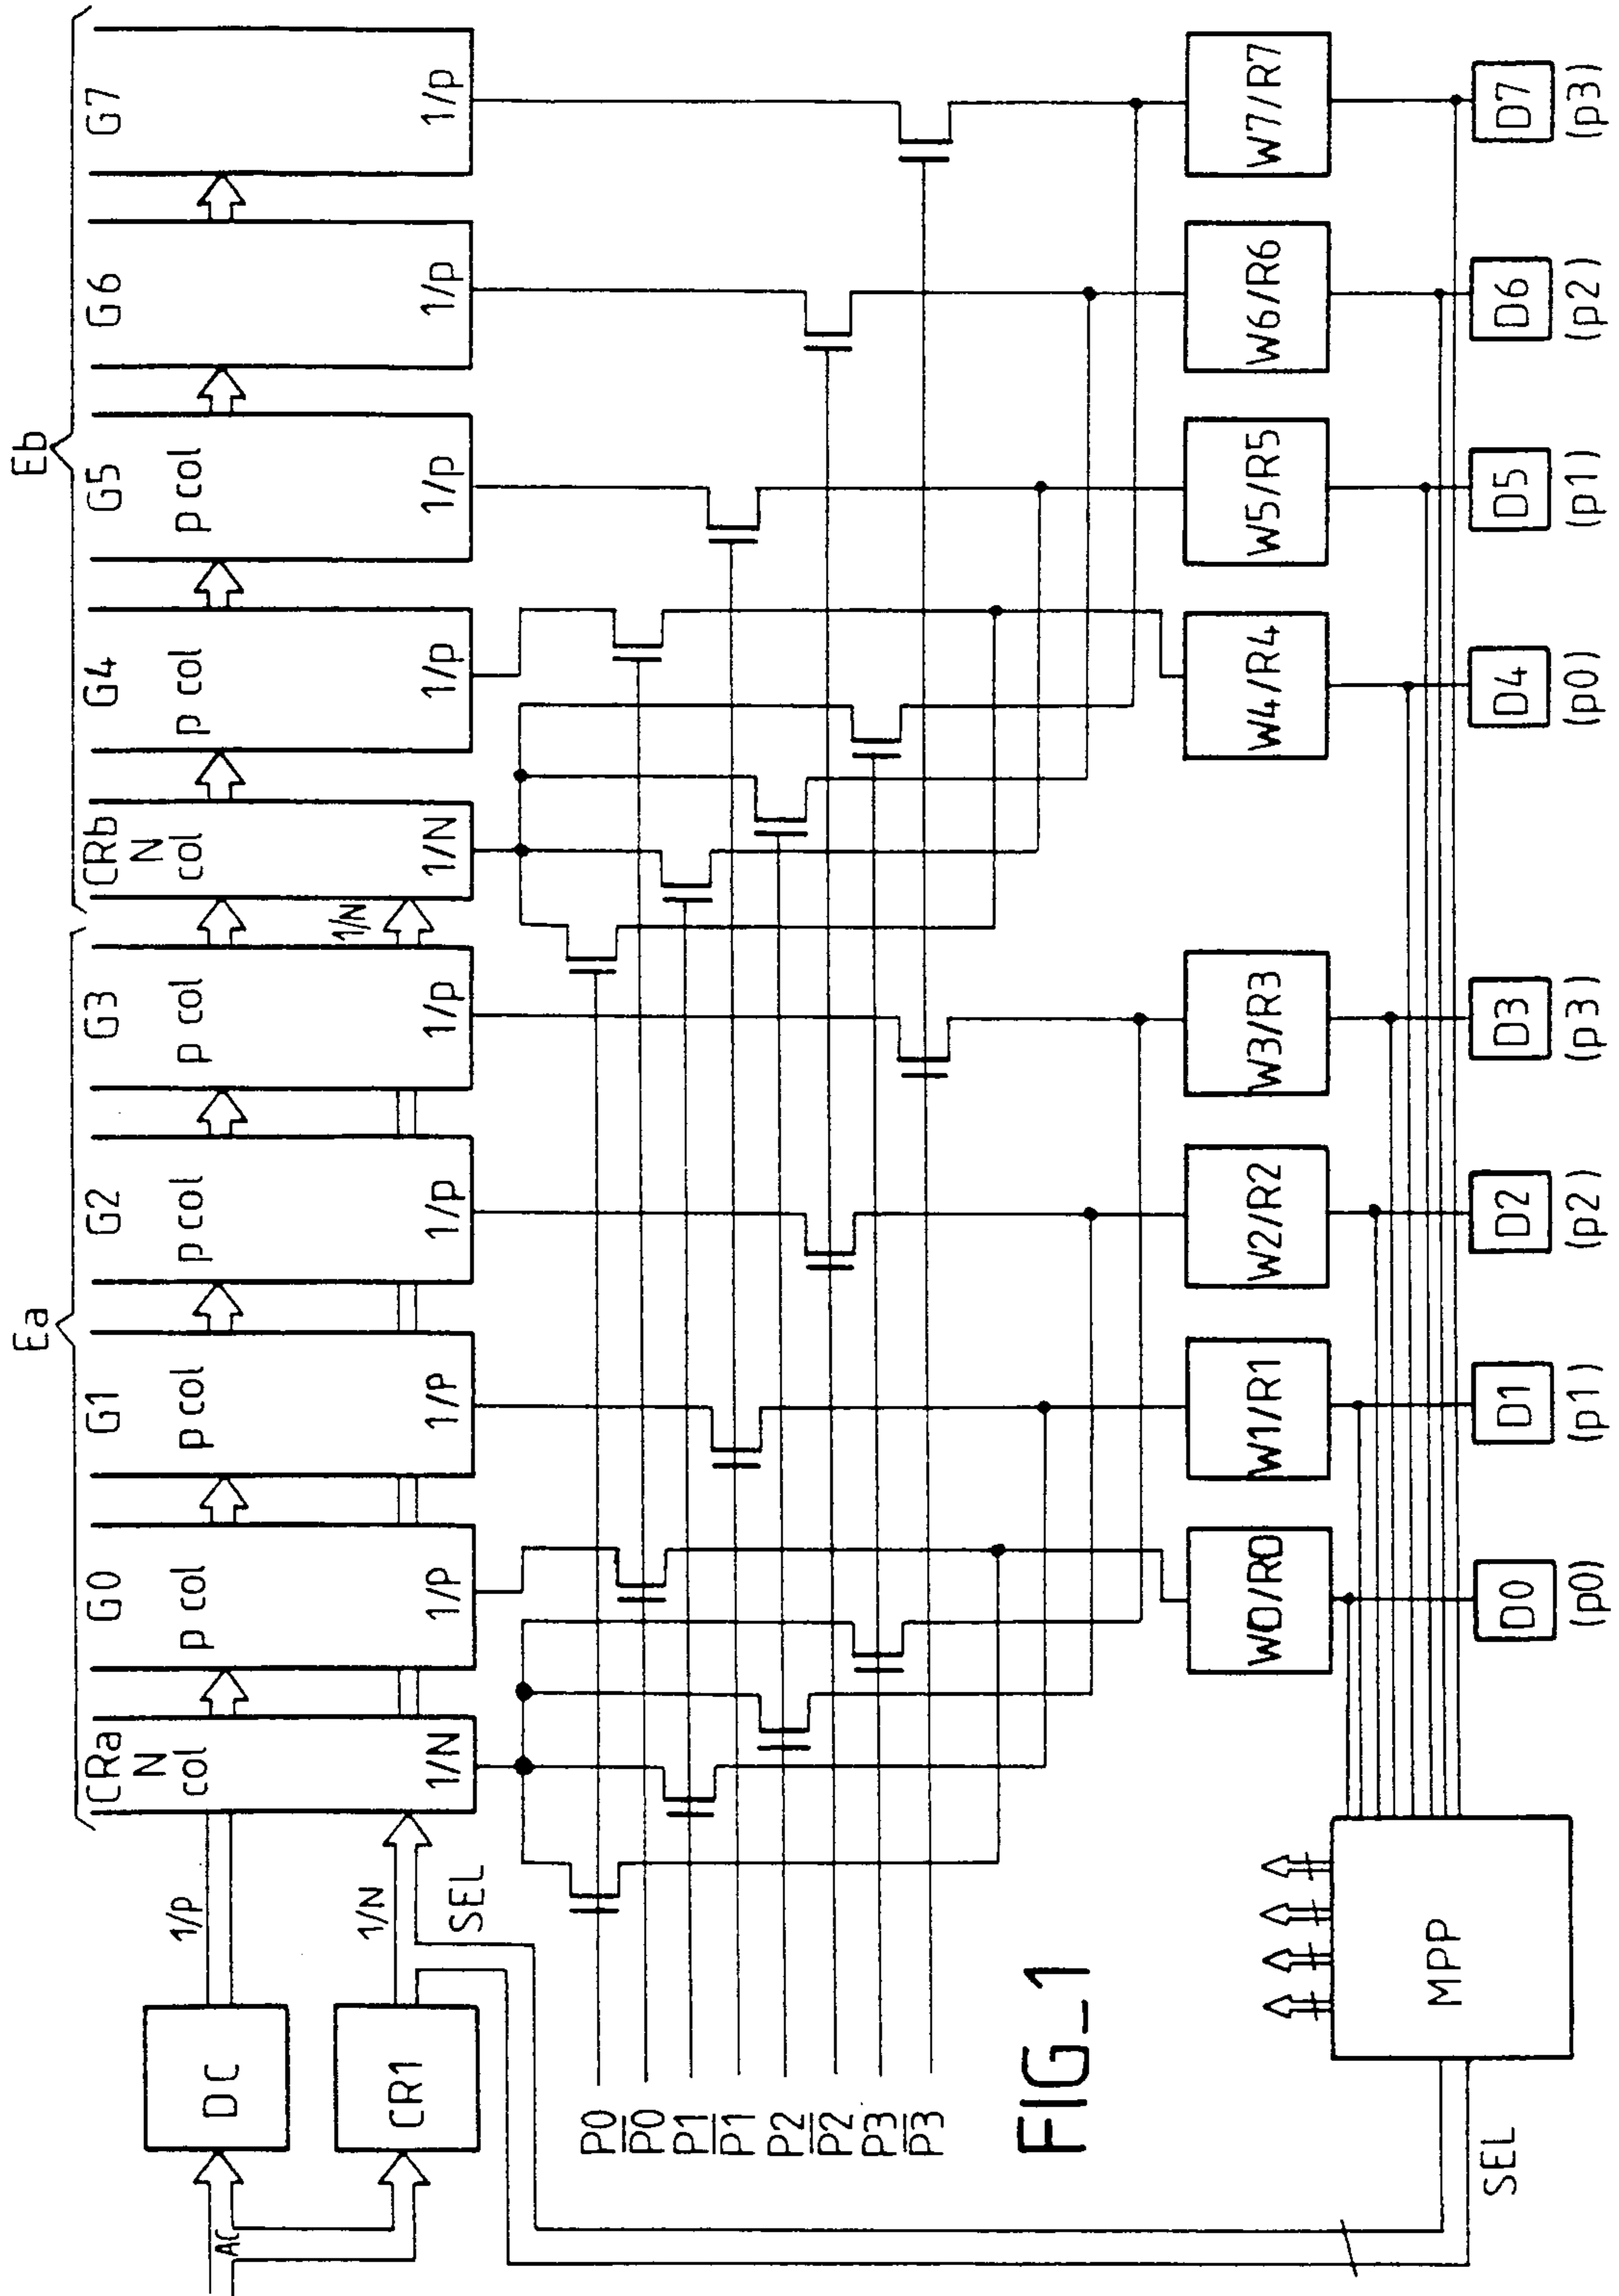 Ea
Eb
CRa
N
col
G0
p col
G1
p col
G2
p col
G3
p col
CRb
N
col
G4
p col
G5
p col
G6
G7
1/N
1/P
1/P
1/p
1/p
1/N
1/p
1/p
1/p
1/p
AC
DC
1/p
CR1
1/N
SEL
1/N
P0
P0
P1
P1
P2
P2
P3
P3
FIG_1
W0/R0
W1/R1
W2/R2
W3/R3
W4/R4
W5/R5
W6/R6
W7/R7
MPP
SEL
D0
D1
D2
D3
D4
D5
D6
D7
(p0)
(p1)
(p2)
(p3)
(p0)
(p1)
(p2)
(p3)